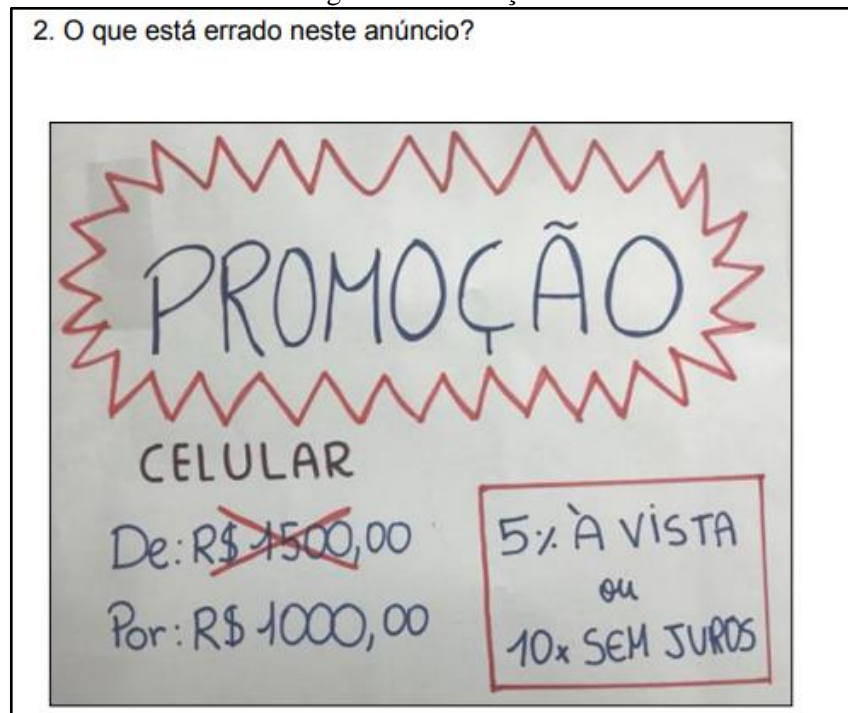 2. O que está errado neste anúncio?
PROMOÇÃO
CELULAR
De: R$ 1500,00
Por: R$ 1000,00
5% À VISTA
ou
10x SEM JUROS